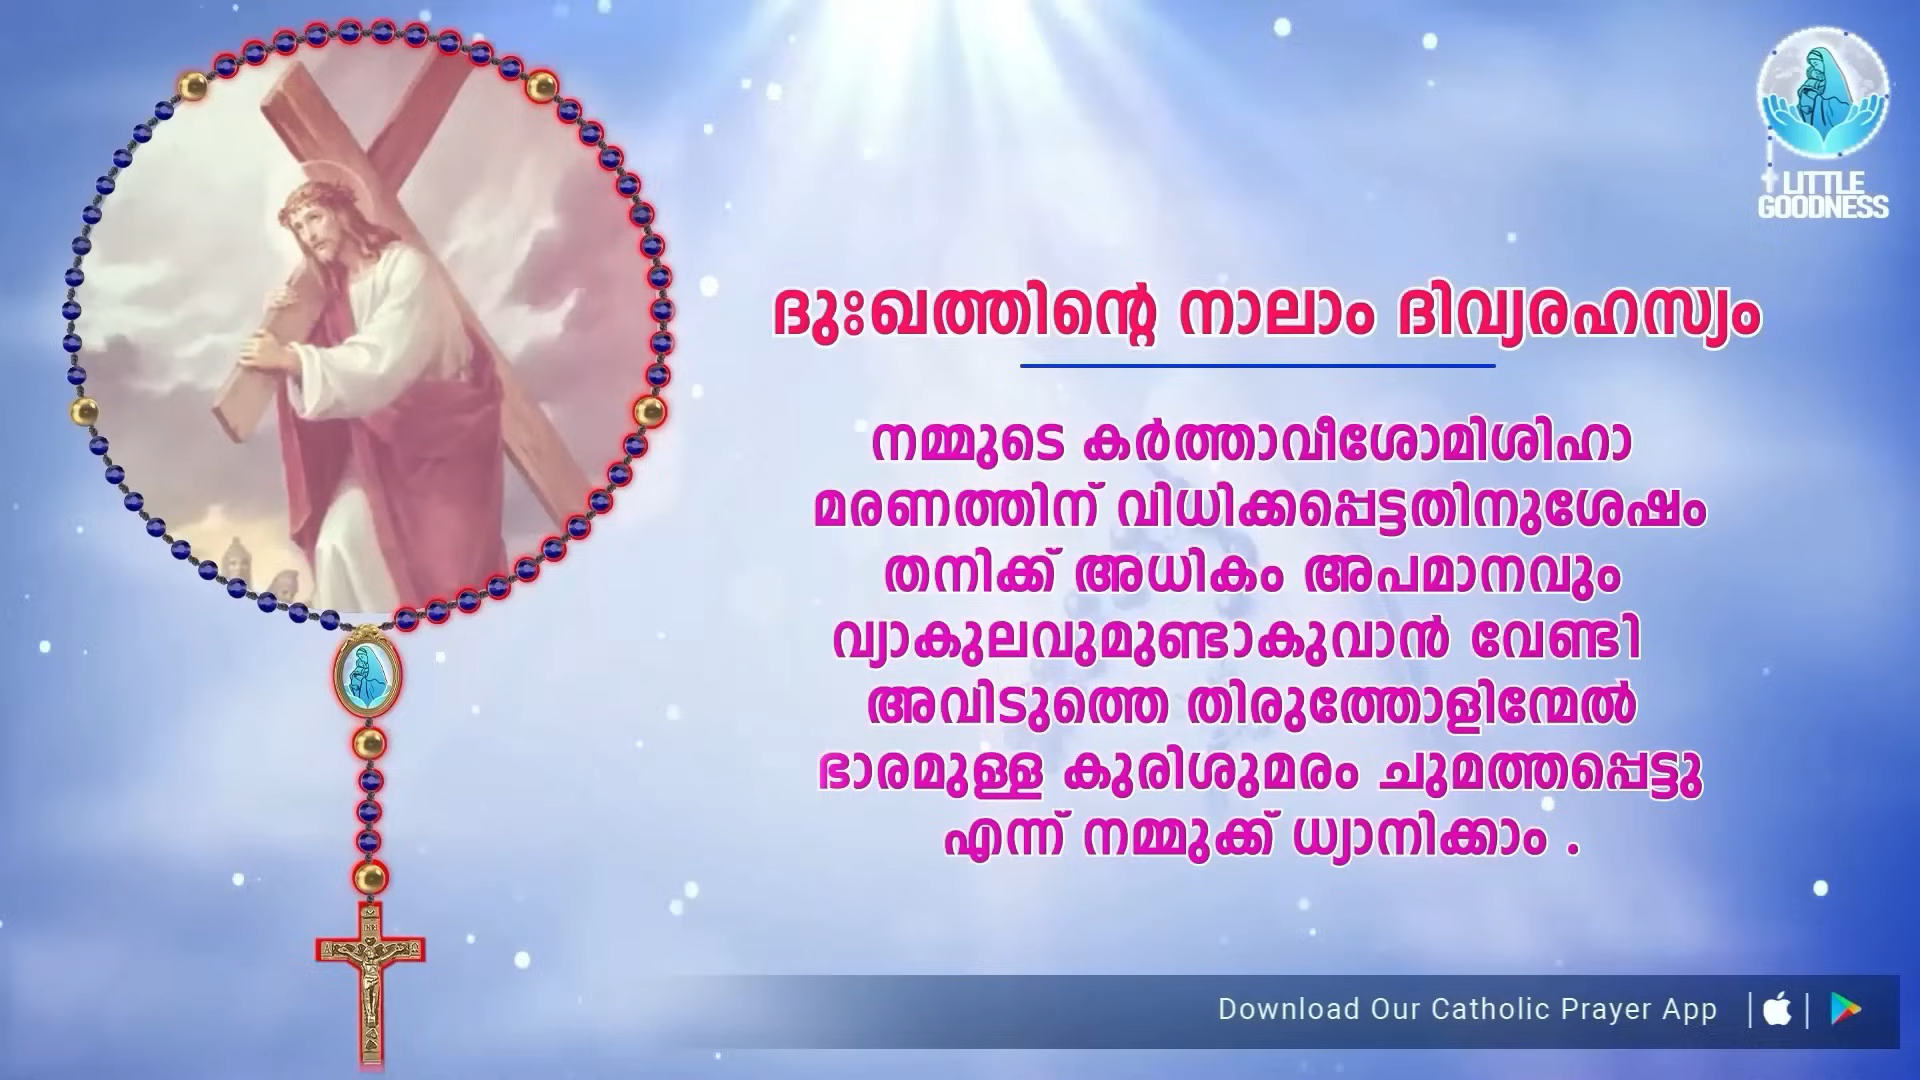 LITTLE
GOODNESS
ദുഃഖത്തിന്റെ നാലാം ദിവ്യരഹസ്യം
നമ്മുടെ കർത്താവീശോമിശിഹാ
മരണത്തിന് വിധിക്കപ്പെട്ടതിനുശേഷം
തനിക്ക് അധികം അപമാനവും
വ്യാകുലവുമുണ്ടാകുവാൻ വേണ്ടി
അവിടുത്തെ തിരുത്തോളിന്മേൽ
ഭാരമുള്ള കുരിശുമരം ചുമത്തപ്പെട്ടു
എന്ന് നമ്മുക്ക് ധ്യാനിക്കാം .
Download Our Catholic Prayer App